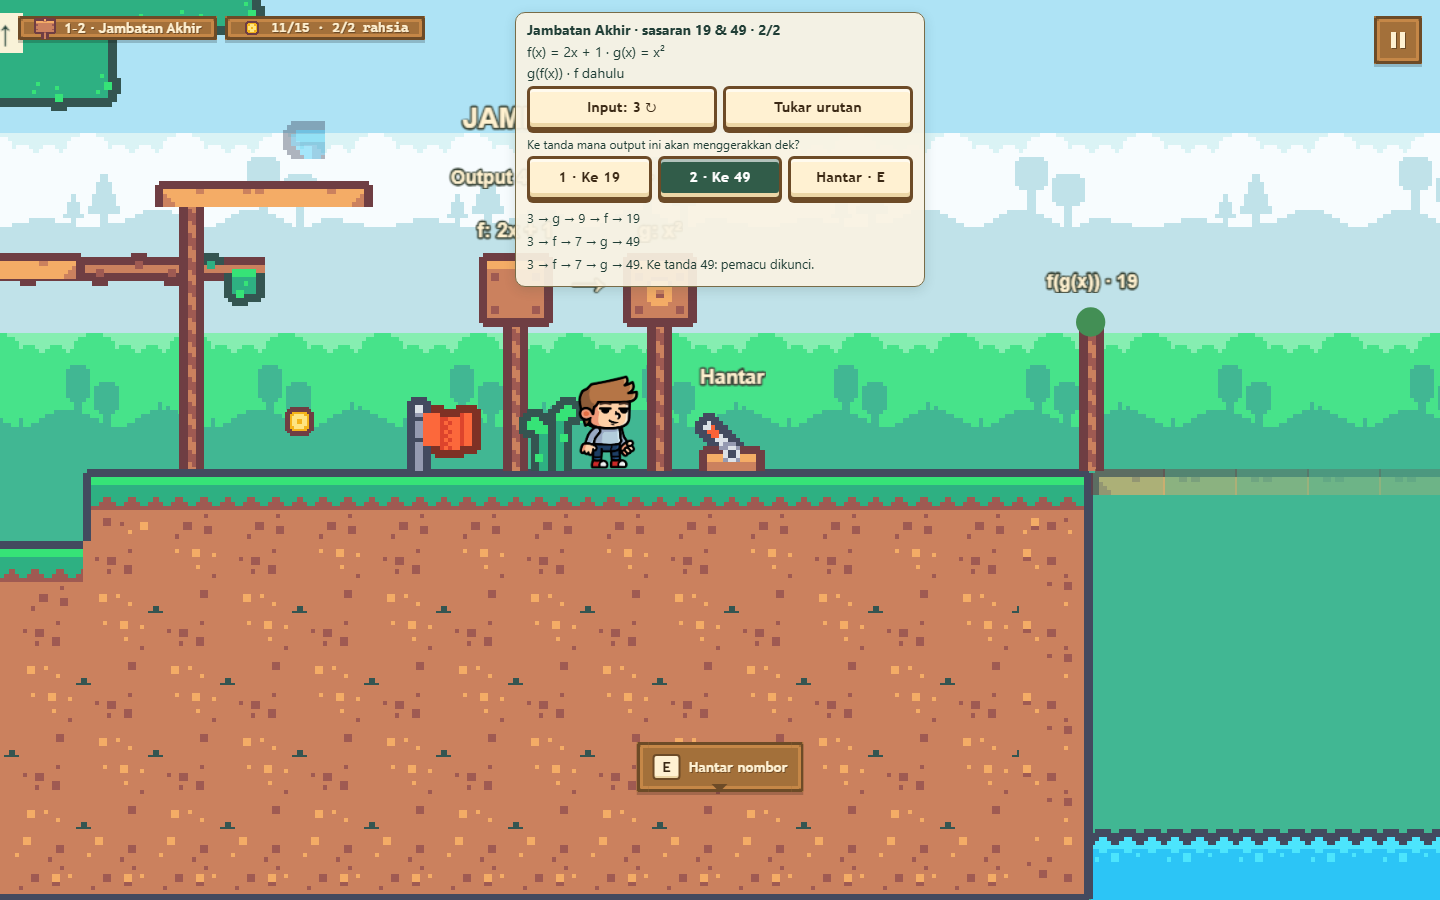 1-2 · Jambatan Akhir
11/15 · 2/2 rahsia
Jambatan Akhir · sasaran 19 & 49 · 2/2
f(x) = 2x + 1 · g(x) = x²
g(f(x)) · f dahulu
Input: 3 ↻
Tukar urutan
Ke tanda mana output ini akan menggerakkan dek?
1 · Ke 19
2 · Ke 49
Hantar · E
3 → g → 9 → f → 19
3 → f → 7 → g → 49
3 → f → 7 → g → 49. Ke tanda 49: pemacu dikunci.
Output
f: 2x + 1
g: x²
f(g(x)) · 19
Hantar
E Hantar nombor